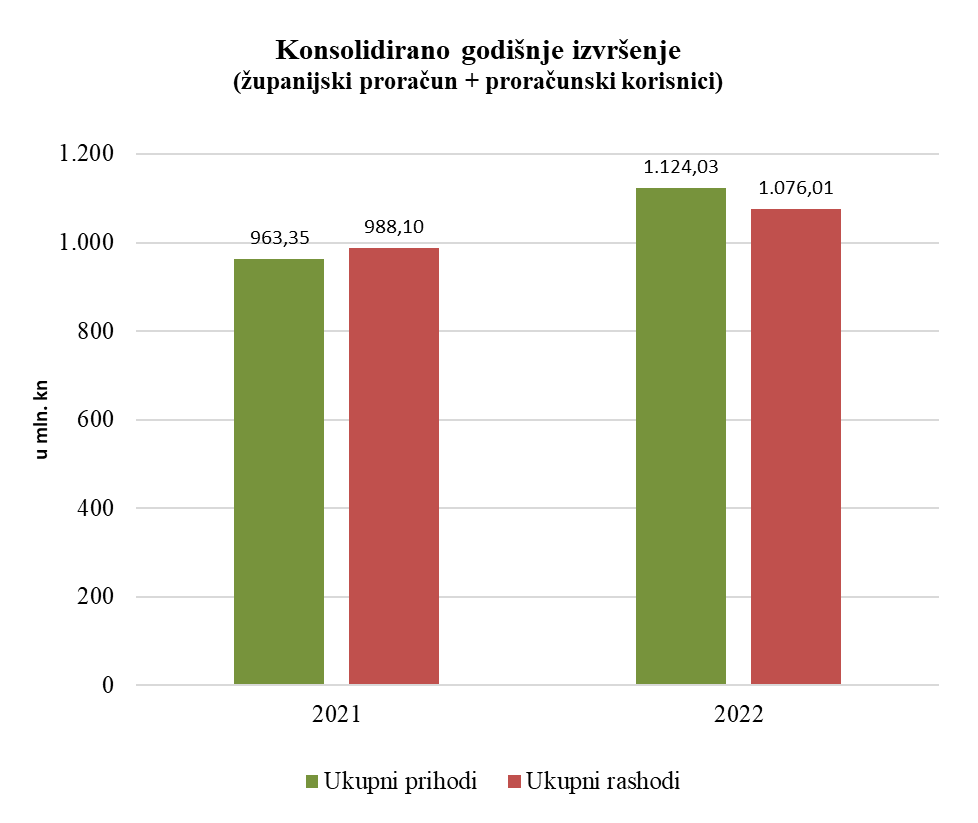 Konsolidirano godišnje izvršenje
(županijski proračun + proračunski korisnici)
u mln. kn
1.200
1.000
800
600
400
200
0
963,35
988,10
1.124,03
1.076,01
2021
2022
Ukupni prihodi
Ukupni rashodi